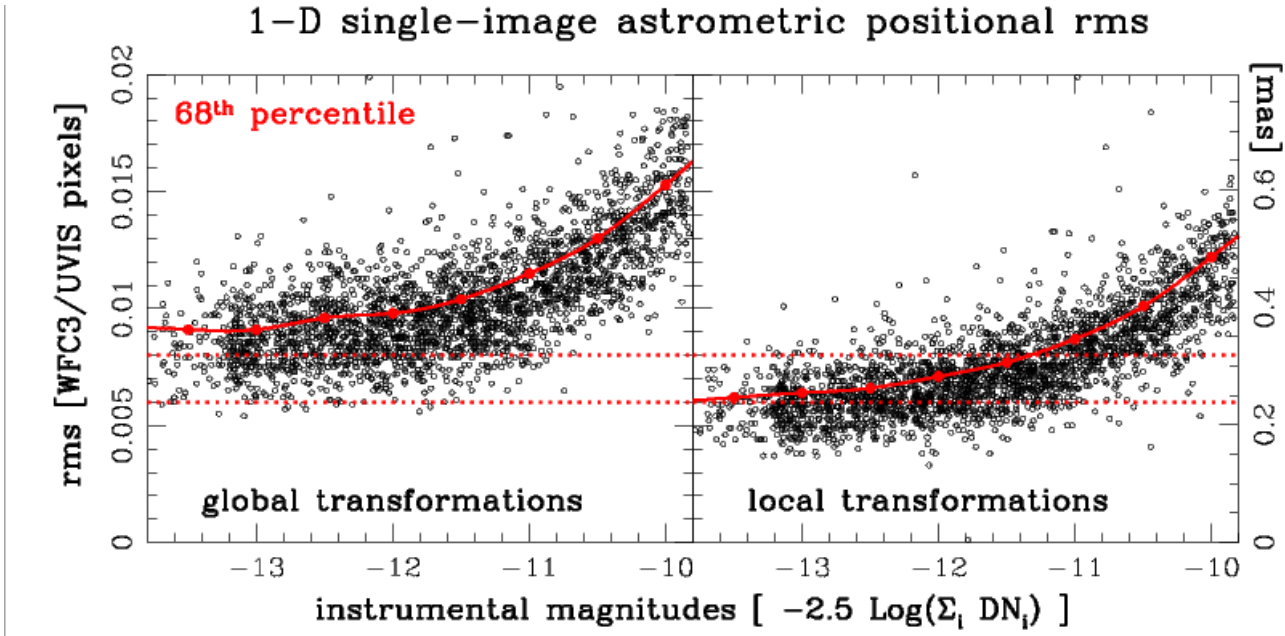 1-D single-image astrometric positional rms
rms [WFC3/UVIS pixels]
0.02
0.015
0.01
0.005
0
68th percentile
global transformations
local transformations
[mas]
0.6
0.4
0.2
0
-13 -12 -11 -10 -13 -12 -11 -10
instrumental magnitudes [ -2.5 Log(Σi DNi) ]